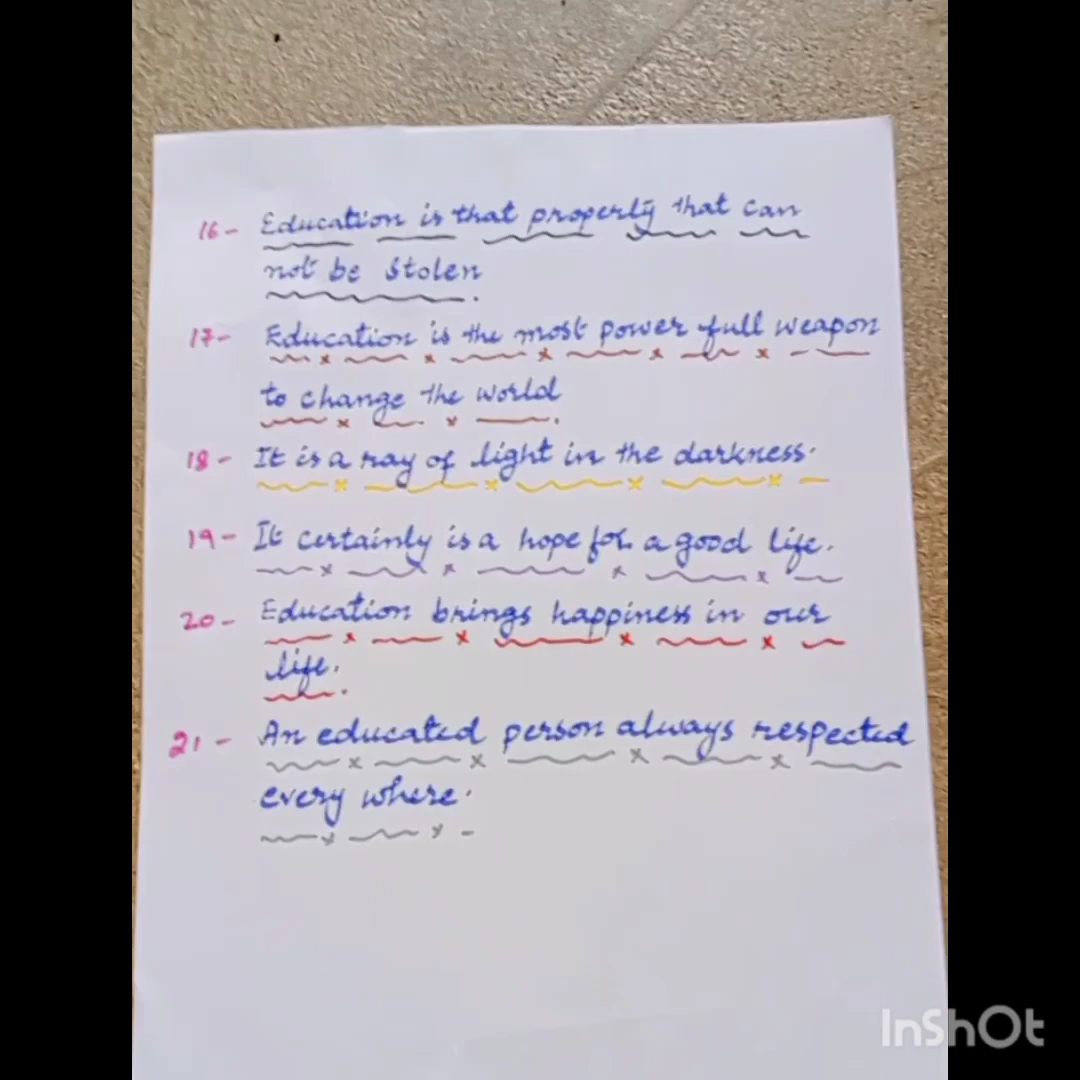 16- Education is that property that can
not be stolen.
17- Education is the most power full weapon
to change the world.
18- It is a ray of light in the darkness.
19- It certainly is a hope for a good life.
20- Education brings happiness in our
life.
21- An educated person always respected
every where.
InShOt